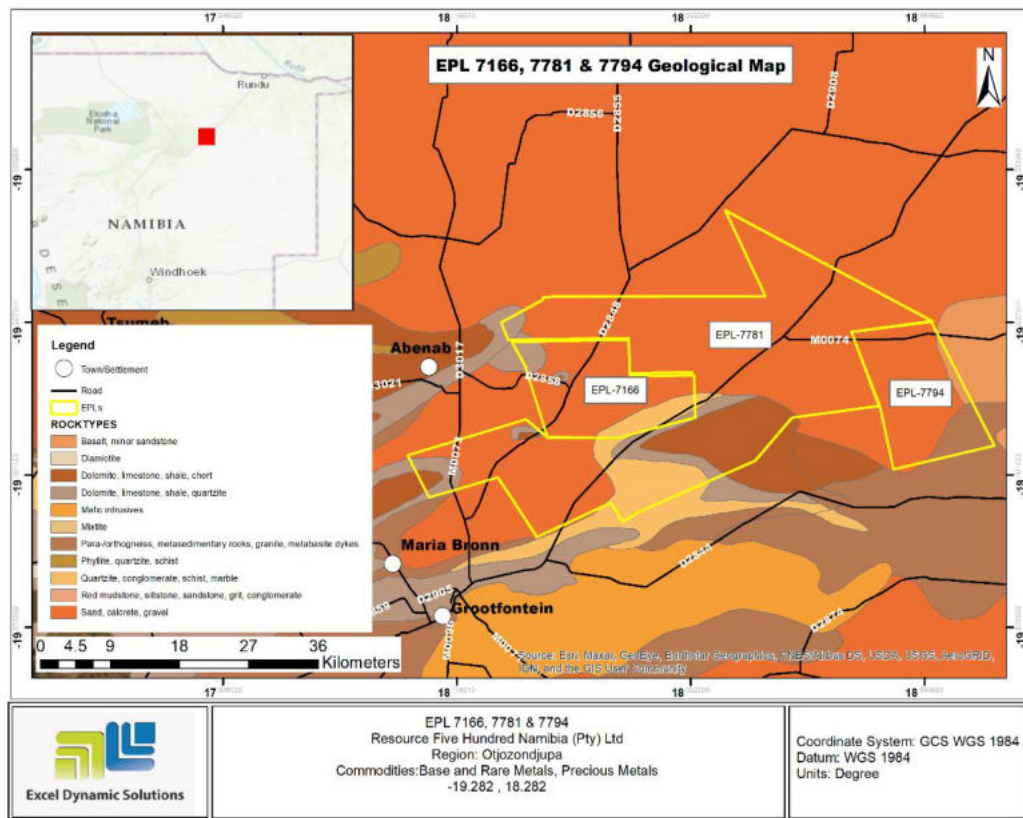 EPL 7166, 7781 & 7794 Geological Map
N
Rundu
Etosha
National
Park
NAMIBIA
Windhoek
DESE
17
18
18
18
-19
-19
-19
-19
D2856
D2855
D2908
D2848
D3017
D2858
3021
M0073
M0074
D2905
D2844
D2874
Tsumeb
Abenab
Maria Bronn
Grootfontein
EPL-7781
EPL-7166
EPL-7794
Legend
Town/Settlement
Road
EPLs
ROCKTYPES
Basalt, minor sandstone
Diamictite
Dolomite, limestone, shale, chert
Dolomite, limestone, shale, quartzite
Mafic intrusives
Mixtite
Para-/orthogneiss, metasedimentary rocks, granite, metabasite dykes
Phyllite, quartzite, schist
Quartzite, conglomerate, schist, marble
Red mudstone, siltstone, sandstone, grit, conglomerate
Sand, calcrete, gravel
0 4.5 9 18 27 36
Kilometers
Source: Esri, Maxar, GeoEye, Earthstar Geographics, CNES/Airbus DS, USDA, USGS, AeroGRID,
IGN, and the GIS User Community
Excel Dynamic Solutions
EPL 7166, 7781 & 7794
Resource Five Hundred Namibia (Pty) Ltd
Region: Otjozondjupa
Commodities:Base and Rare Metals, Precious Metals
-19.282 , 18.282
Coordinate System: GCS WGS 1984
Datum: WGS 1984
Units: Degree